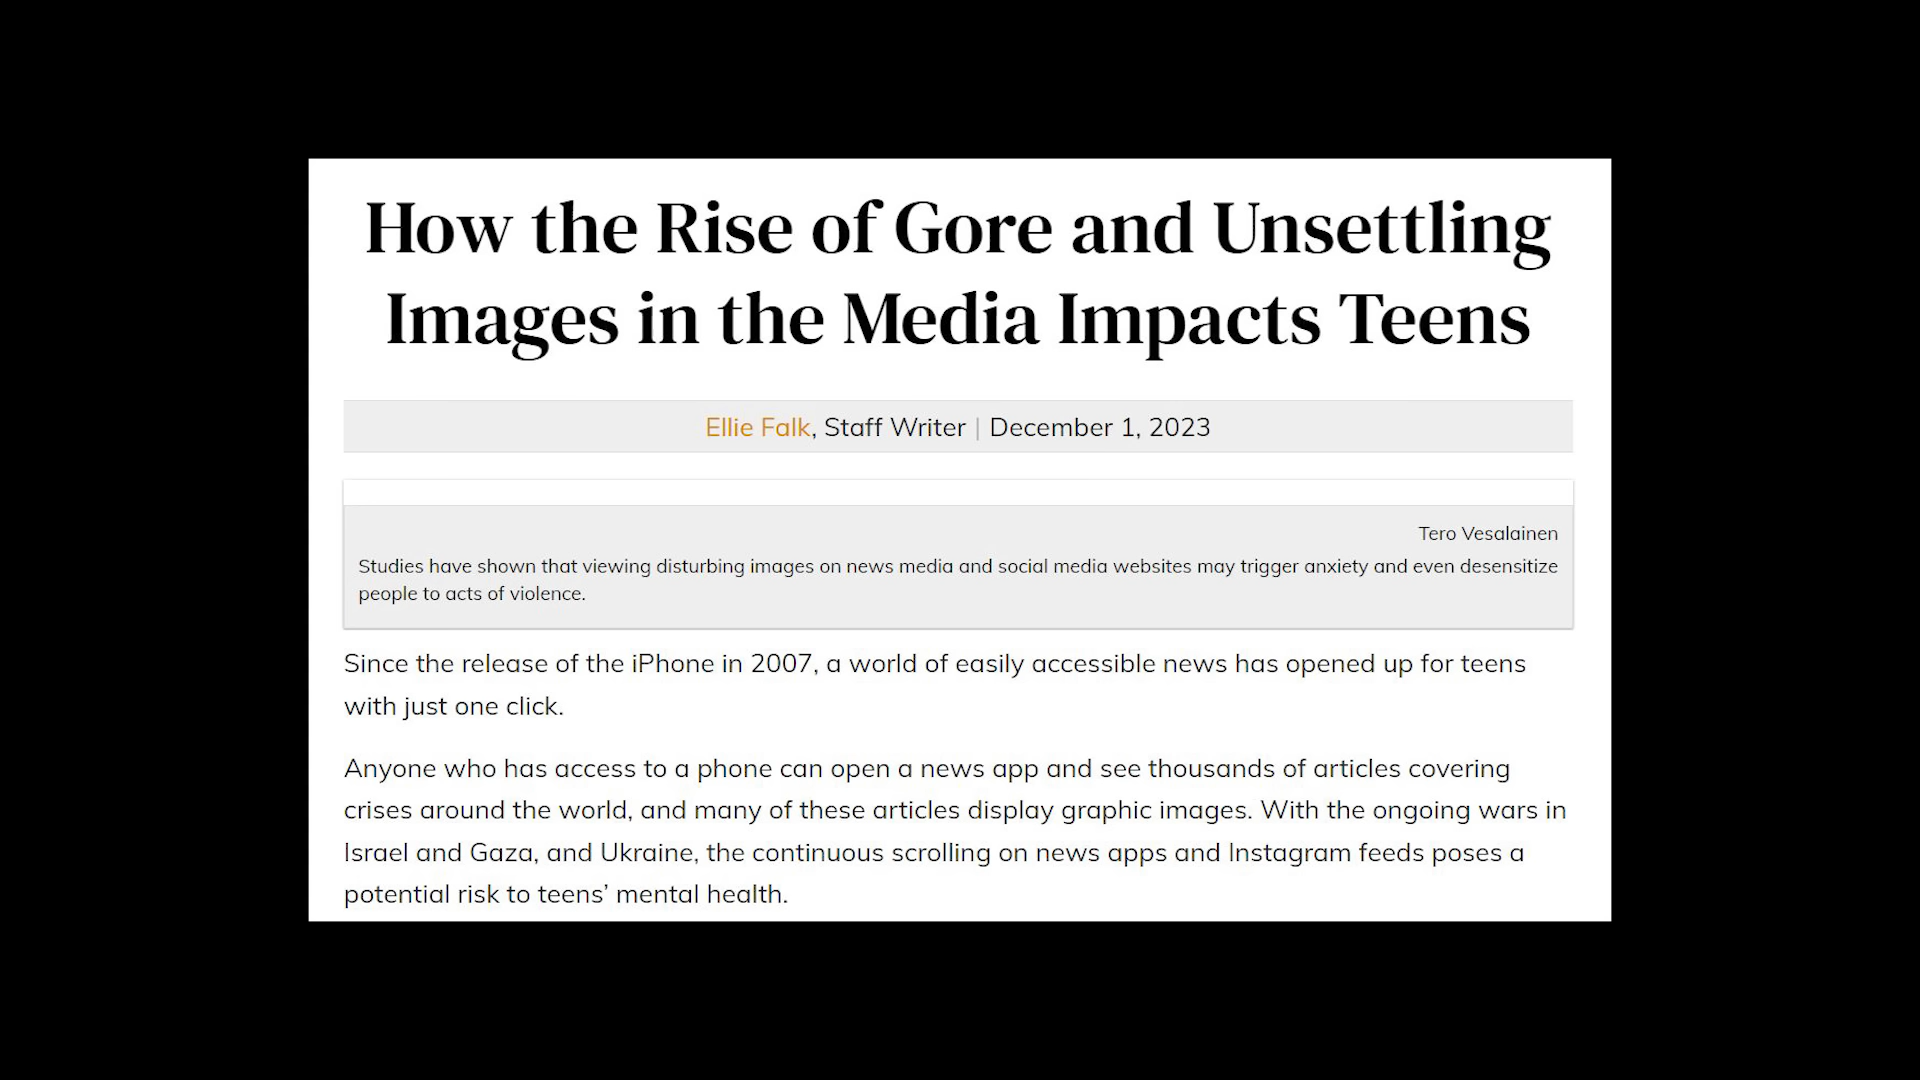 How the Rise of Gore and Unsettling
Images in the Media Impacts Teens
Ellie Falk, Staff Writer | December 1, 2023
Tero Vesalainen
Studies have shown that viewing disturbing images on news media and social media websites may trigger anxiety and even desensitize
people to acts of violence.
Since the release of the iPhone in 2007, a world of easily accessible news has opened up for teens
with just one click.
Anyone who has access to a phone can open a news app and see thousands of articles covering
crises around the world, and many of these articles display graphic images. With the ongoing wars in
Israel and Gaza, and Ukraine, the continuous scrolling on news apps and Instagram feeds poses a
potential risk to teens’ mental health.